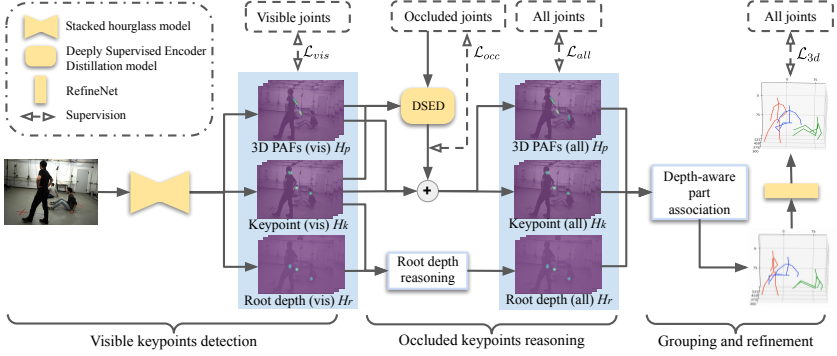 Stacked hourglass model
Deeply Supervised Encoder
Distillation model
RefineNet
Supervision
Visible joints
Occluded joints
All joints
All joints
ℒvis
ℒocc
ℒall
ℒ3d
DSED
3D PAFs (vis) Hp
3D PAFs (all) Hp
+
Keypoint (vis) Hk
Keypoint (all) Hk
Depth-aware
part
association
Root depth
reasoning
Root depth (vis) Hr
Root depth (all) Hr
Visible keypoints detection
Occluded keypoints reasoning
Grouping and refinement